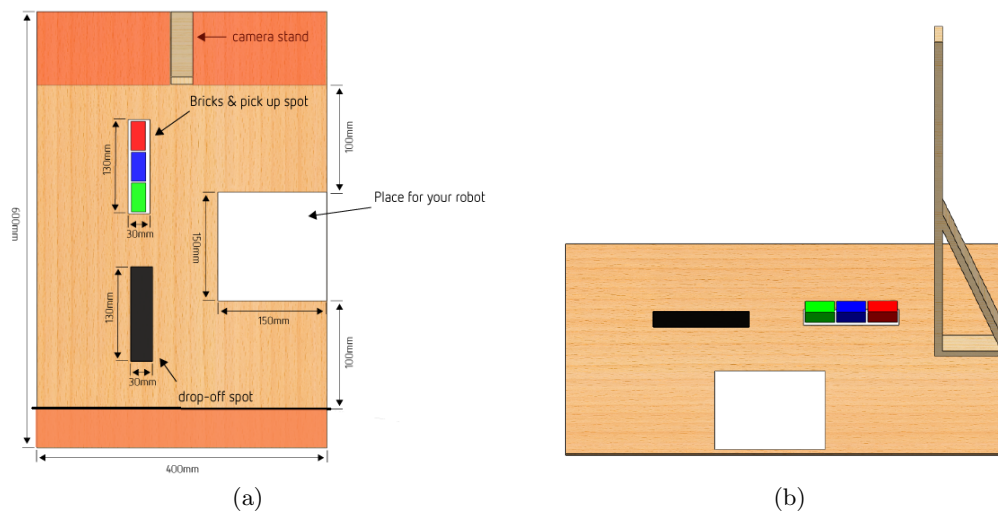 camera stand
Bricks & pick up spot
130mm
100mm
30mm
Place for your robot
600mm
150mm
130mm
150mm
100mm
30mm
drop-off spot
400mm
(a)
(b)